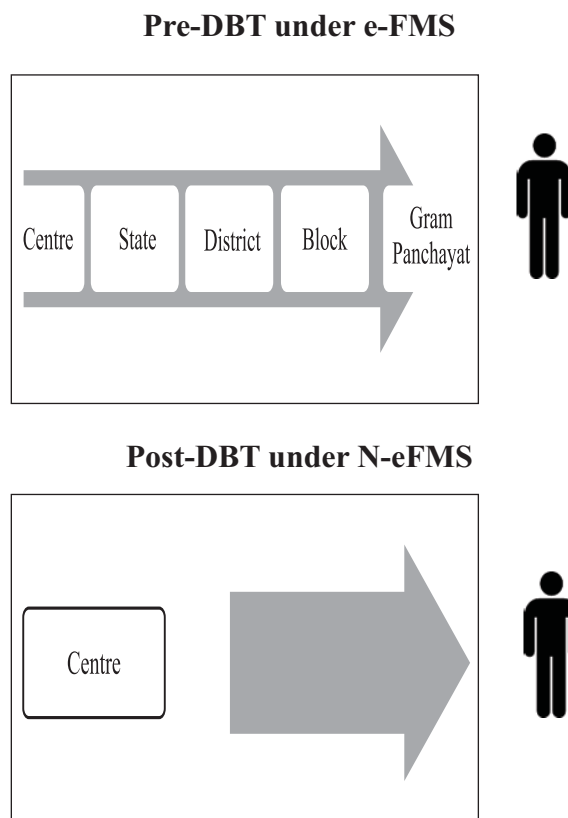 Pre-DBT under e-FMS
Centre
State
District
Block
Gram
Panchayat
Post-DBT under N-eFMS
Centre